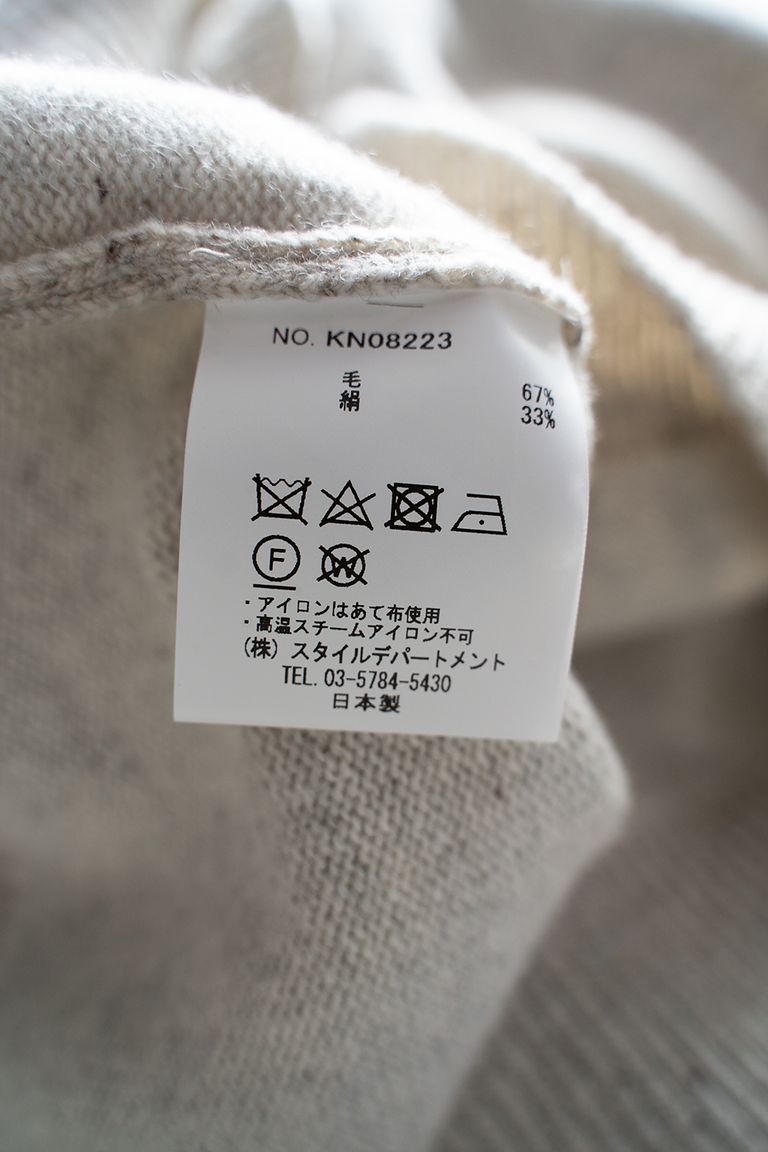 NO. KN08223
毛 67%
絹 33%
F W
・アイロンはあて布使用
・高温スチームアイロン不可
(株) スタイルデパートメント
TEL. 03-5784-5430
日本製